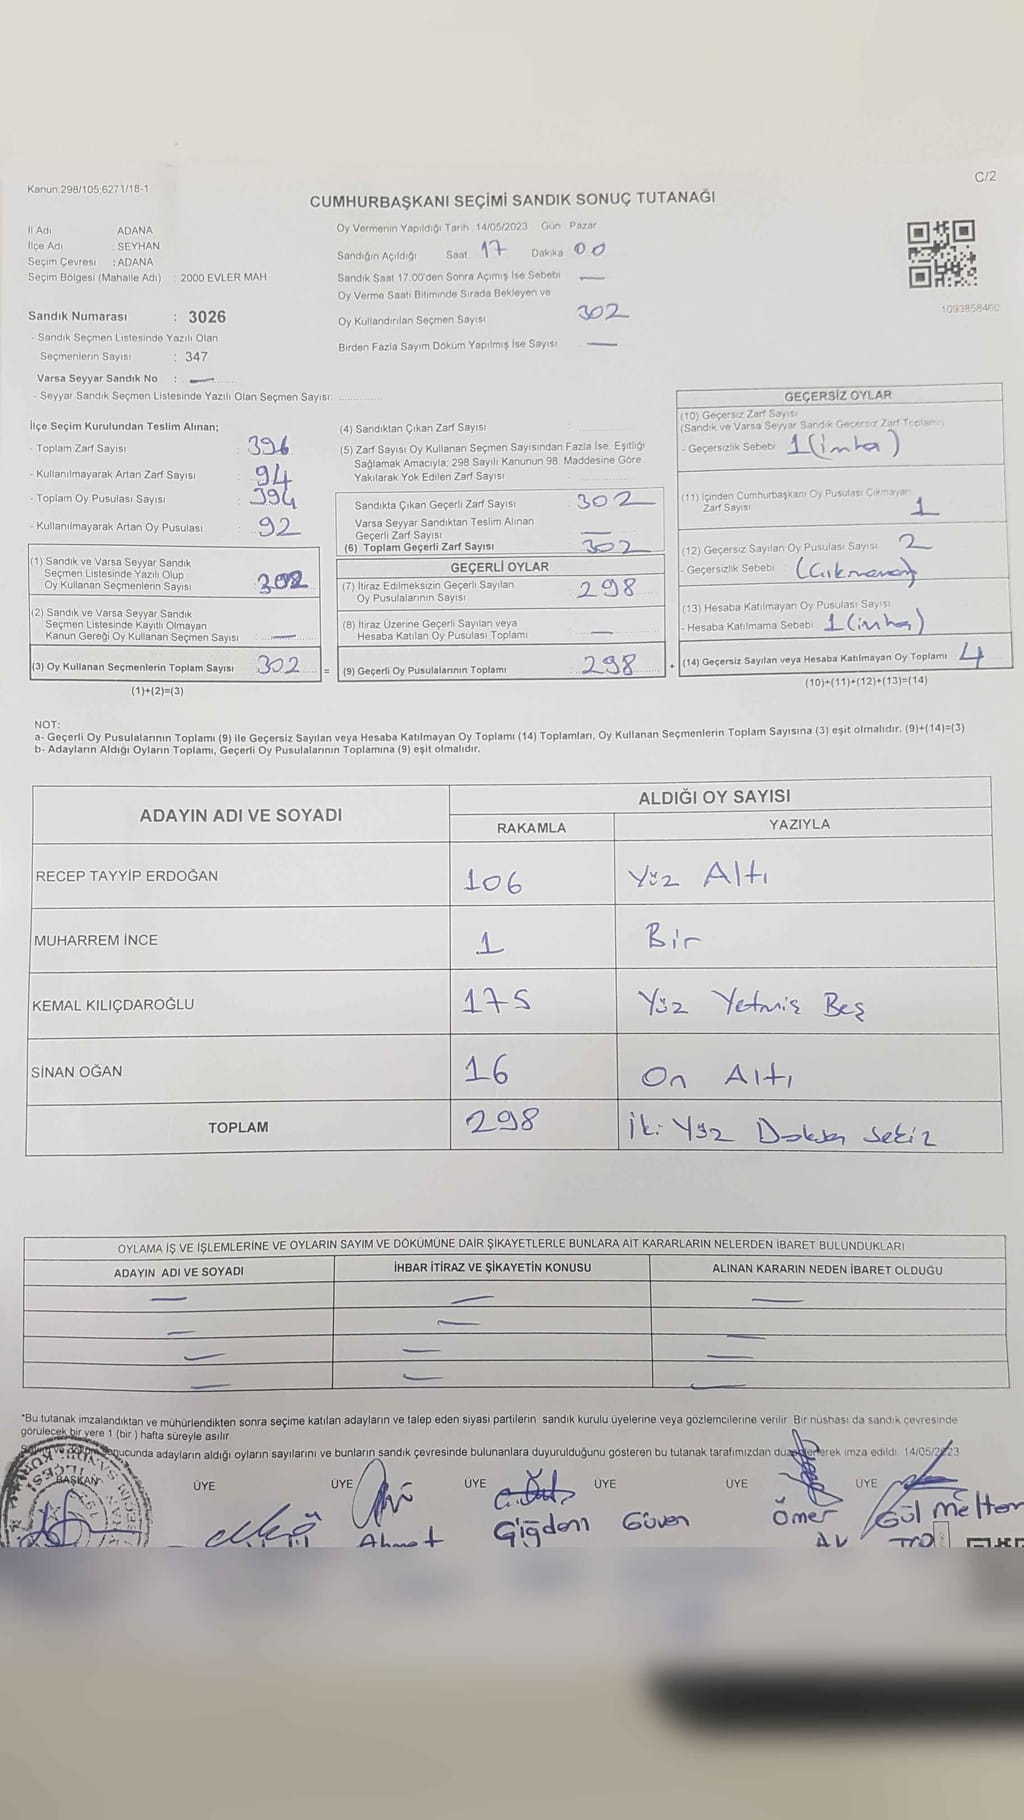 Kanun,298/105,6271/18-1
C/2
CUMHURBAŞKANI SEÇİMİ SANDIK SONUÇ TUTANAĞI
İl Adı ADANA
İlçe Adı : SEYHAN
Seçim Çevresi : ADANA
Seçim Bölgesi (Mahalle Adı) : 2000 EVLER MAH.
Sandık Numarası : 3026
- Sandık Seçmen Listesinde Yazılı Olan
Seçmenlerin Sayısı : 347
Varsa Seyyar Sandık No : —
- Seyyar Sandık Seçmen Listesinde Yazılı Olan Seçmen Sayısı:
Oy Vermenin Yapıldığı Tarih : 14/05/2023 Gün : Pazar
Sandığın Açıldığı Saat 17 Dakika 00
Sandık Saat 17.00'den Sonra Açımış İse Sebebi —
Oy Verme Saati Bitiminde Sırada Bekleyen ve
Oy Kullandırılan Seçmen Sayısı 302
Birden Fazla Sayım Döküm Yapılmış İse Sayısı —
1093858460
İlçe Seçim Kurulundan Teslim Alınan;
- Toplam Zarf Sayısı : 396
- Kullanılmayarak Artan Zarf Sayısı : 94
- Toplam Oy Pusulası Sayısı : 394
- Kullanılmayarak Artan Oy Pusulası : 92
(1) Sandık ve Varsa Seyyar Sandık
Seçmen Listesinde Yazılı Olup
Oy Kullanan Seçmenlerin Sayısı 302
(2) Sandık ve Varsa Seyyar Sandık
Seçmen Listesinde Kayıtlı Olmayan
Kanun Gereği Oy Kullanan Seçmen Sayısı : —
(3) Oy Kullanan Seçmenlerin Toplam Sayısı 302 =
(1)+(2)=(3)
(4) Sandıktan Çıkan Zarf Sayısı
(5) Zarf Sayısı Oy Kullanan Seçmen Sayısından Fazla İse, Eşitliği
Sağlamak Amacıyla, 298 Sayılı Kanunun 98. Maddesine Göre
Yakılarak Yok Edilen Zarf Sayısı
Sandıkta Çıkan Geçerli Zarf Sayısı 302
Varsa Seyyar Sandıktan Teslim Alınan
Geçerli Zarf Sayısı —
(6) Toplam Geçerli Zarf Sayısı 302
GEÇERLİ OYLAR
(7) İtiraz Edilmeksizin Geçerli Sayılan
Oy Pusulalarının Sayısı 298
(8) İtiraz Üzerine Geçerli Sayılan veya
Hesaba Katılan Oy Pusulası Toplamı —
(9) Geçerli Oy Pusulalarının Toplamı : 298 +
GEÇERSİZ OYLAR
(10) Geçersiz Zarf Sayısı
(Sandık ve Varsa Seyyar Sandık Geçersiz Zarf Toplamı)
- Geçersizlik Sebebi 1 (imha)
(11) İçinden Cumhurbaşkanı Oy Pusulası Çıkmayan
Zarf Sayısı 1
(12) Geçersiz Sayılan Oy Pusulası Sayısı 2
- Geçersizlik Sebebi
(13) Hesaba Katılmayan Oy Pusulası Sayısı
- Hesaba Katılmama Sebebi 1 (imha)
(14) Geçersiz Sayılan veya Hesaba Katılmayan Oy Toplamı 4
(10)+(11)+(12)+(13)=(14)
NOT:
a- Geçerli Oy Pusulalarının Toplamı (9) ile Geçersiz Sayılan veya Hesaba Katılmayan Oy Toplamı (14) Toplamları, Oy Kullanan Seçmenlerin Toplam Sayısına (3) eşit olmalıdır. (9)+(14)=(3)
b- Adayların Aldığı Oyların Toplamı, Geçerli Oy Pusulalarının Toplamına (9) eşit olmalıdır.
ADAYIN ADI VE SOYADI ALDIĞI OY SAYISI
RAKAMLA YAZIYLA
RECEP TAYYİP ERDOĞAN 106 Yüz Altı
MUHARREM İNCE 1 Bir
KEMAL KILIÇDAROĞLU 175 Yüz Yetmiş Beş
SİNAN OĞAN 16 On Altı
TOPLAM 298 İki Yüz Doksan Sekiz
OYLAMA İŞ VE İŞLEMLERİNE VE OYLARIN SAYIM VE DÖKÜMÜNE DAİR ŞİKAYETLERLE BUNLARA AİT KARARLARIN NELERDEN İBARET BULUNDUKLARI
ADAYIN ADI VE SOYADI İHBAR İTİRAZ VE ŞİKAYETİN KONUSU ALINAN KARARIN NEDEN İBARET OLDUĞU
— — —
— — —
— — —
— — —
*Bu tutanak imzalandıktan ve mühürlendikten sonra seçime katılan adayların ve talep eden siyasi partilerin sandık kurulu üyelerine veya gözlemcilerine verilir. Bir nüshası da sandık çevresinde
görülecek bir yere 1 (bir ) hafta süreyle asılır.
sonucunda adayların aldığı oyların sayılarını ve bunların sandık çevresinde bulunanlara duyurulduğunu gösteren bu tutanak tarafımızdan düzenlenerek imza edildi. 14/05/2023
BAŞKAN ÜYE ÜYE ÜYE ÜYE ÜYE ÜYE
Ahmet Çiğdem Güven Ömer Gül Meltem